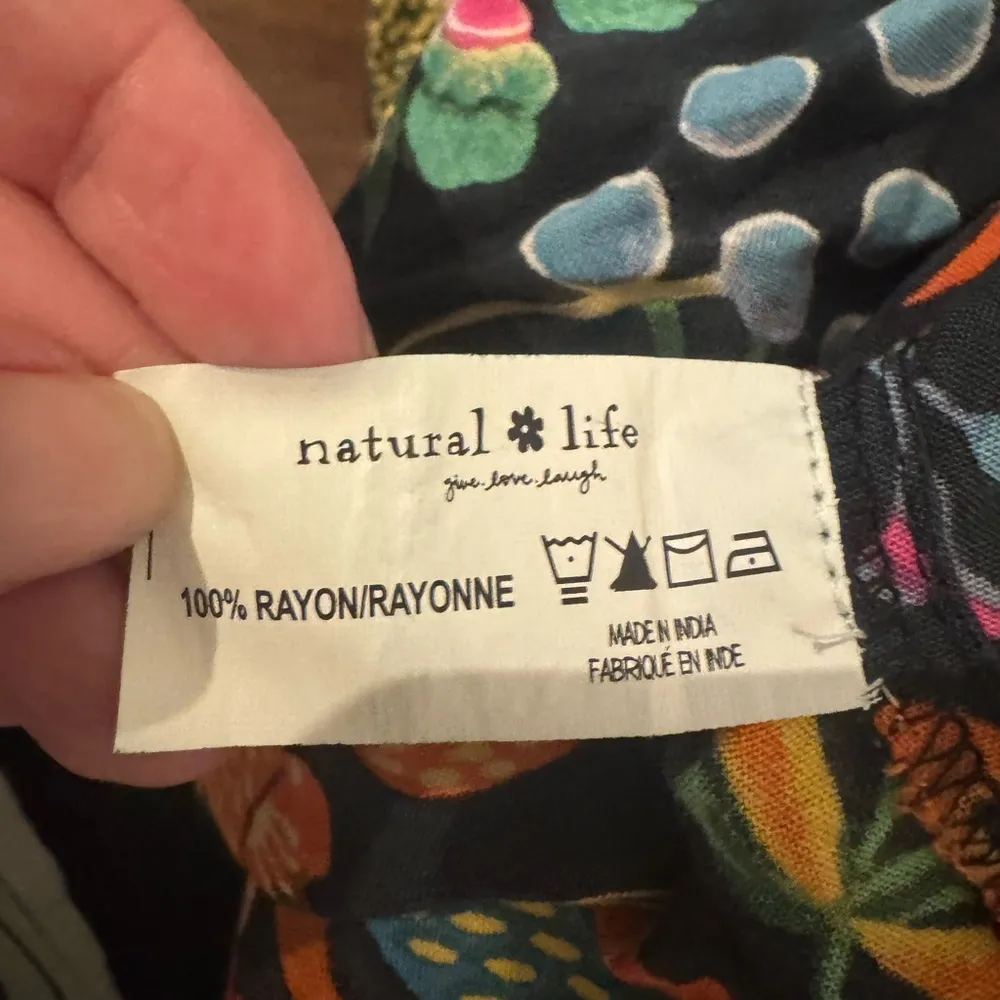 natural life
give.love.laugh
100% RAYON/RAYONNE
MADE IN INDIA
FABRIQUÉ EN INDE